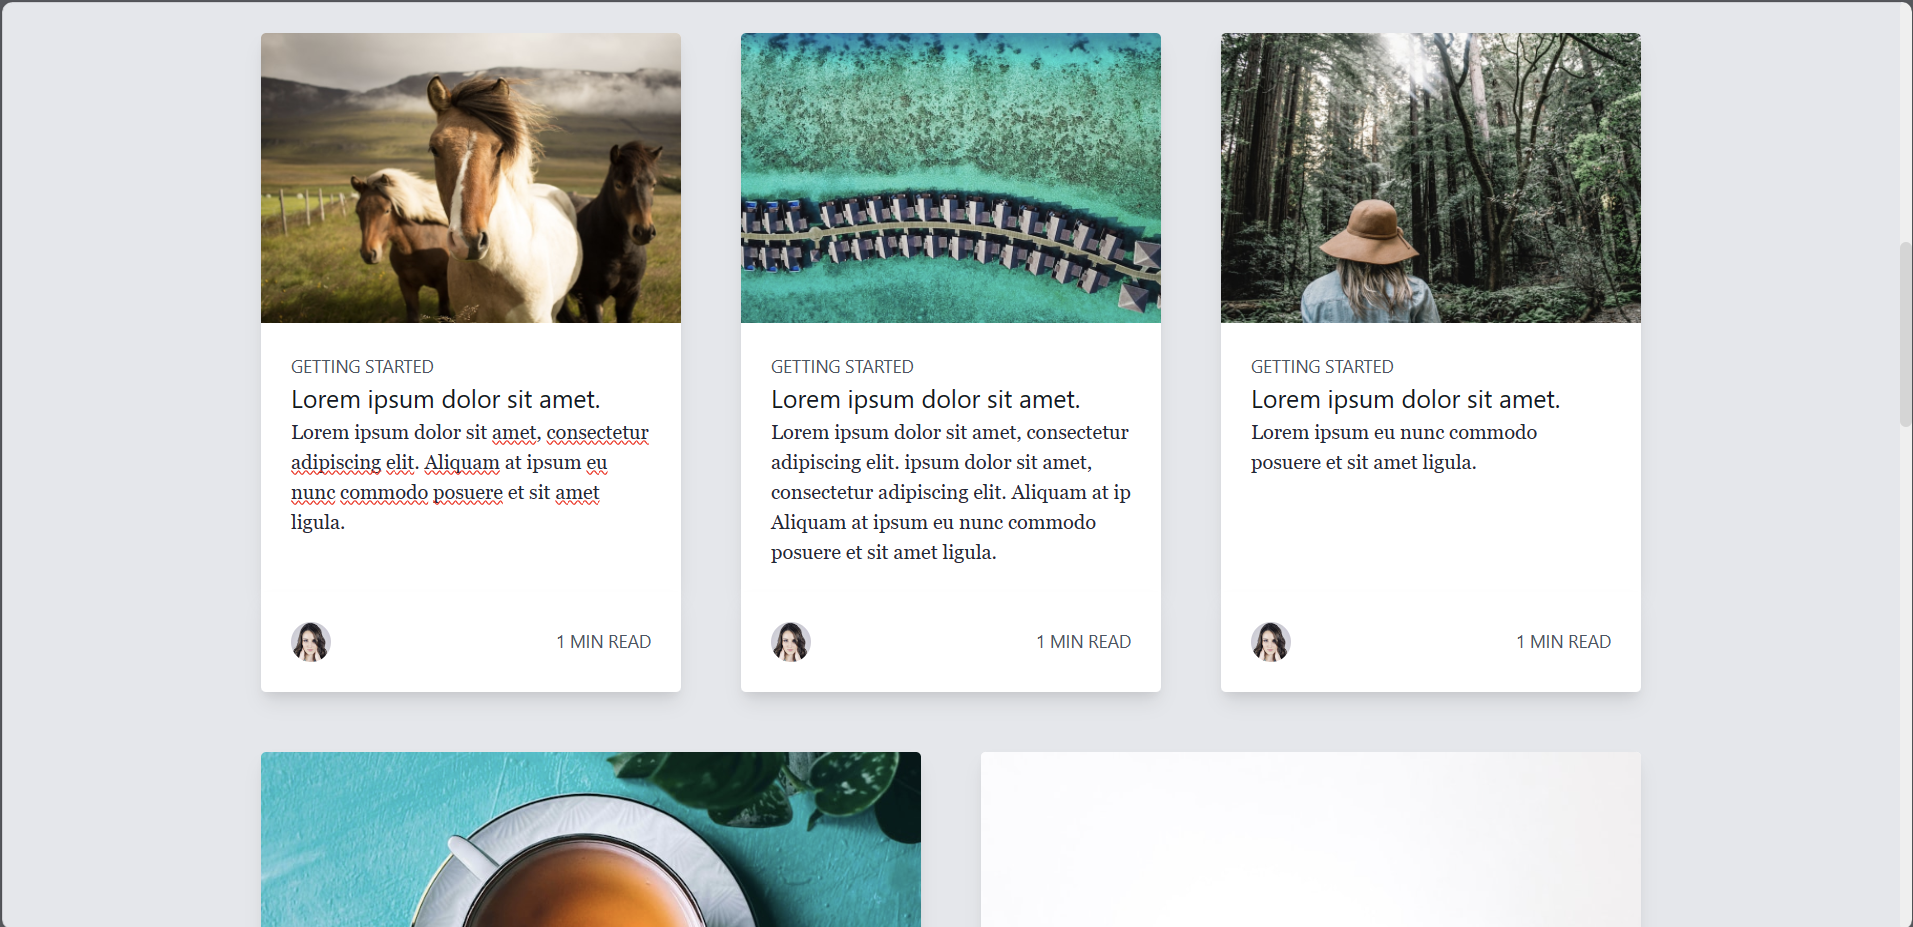 GETTING STARTED
Lorem ipsum dolor sit amet.
Lorem ipsum dolor sit amet, consectetur
adipiscing elit. Aliquam at ipsum eu
nunc commodo posuere et sit amet
ligula.
1 MIN READ
GETTING STARTED
Lorem ipsum dolor sit amet.
Lorem ipsum dolor sit amet, consectetur
adipiscing elit. ipsum dolor sit amet,
consectetur adipiscing elit. Aliquam at ip
Aliquam at ipsum eu nunc commodo
posuere et sit amet ligula.
1 MIN READ
GETTING STARTED
Lorem ipsum dolor sit amet.
Lorem ipsum eu nunc commodo
posuere et sit amet ligula.
1 MIN READ